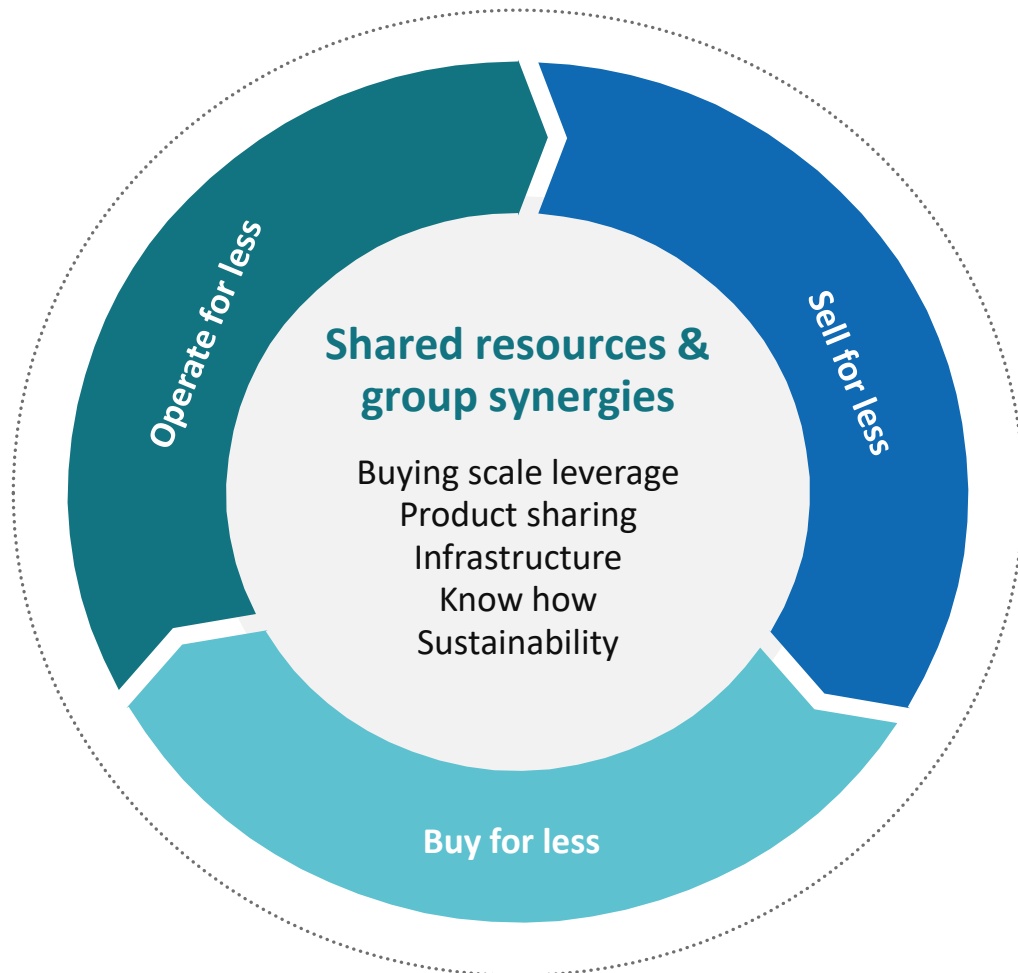 Operate for less
Sell for less
Shared resources &
group synergies
Buying scale leverage
Product sharing
Infrastructure
Know how
Sustainability
Buy for less